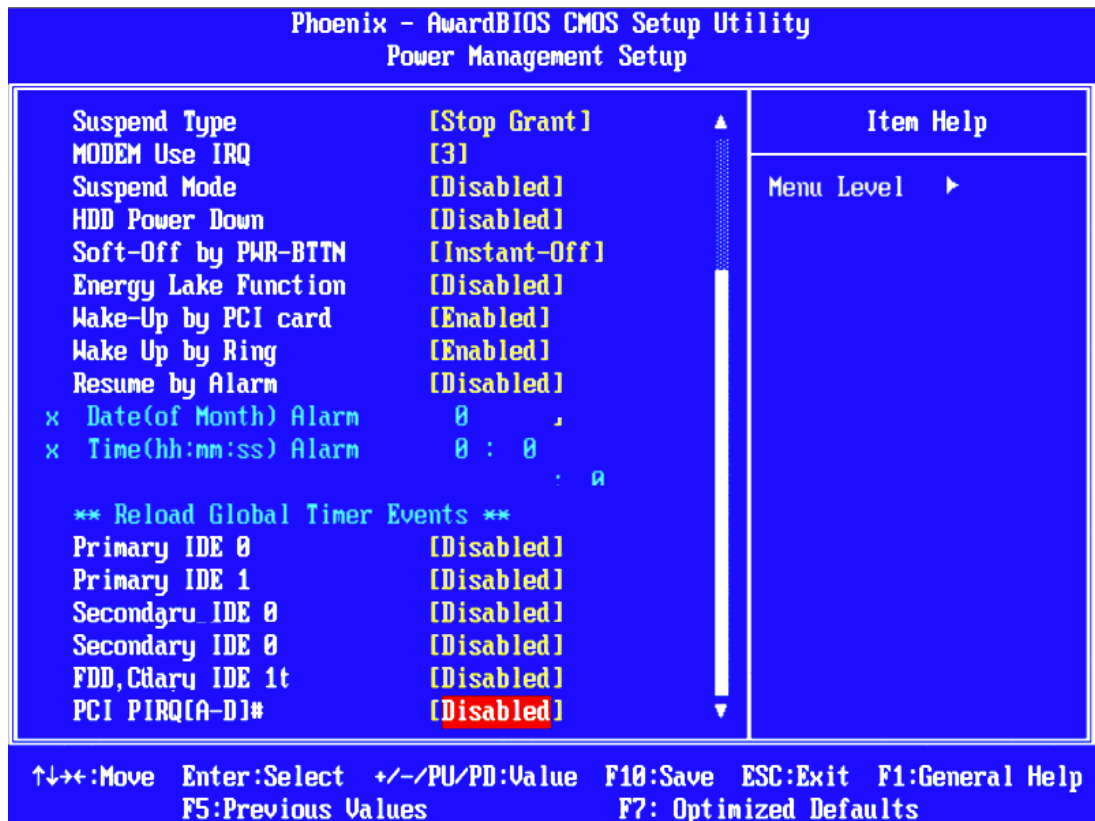 Phoenix - AwardBIOS CMOS Setup Utility
Power Management Setup
Suspend Type [Stop Grant]
MODEM Use IRQ [3]
Suspend Mode [Disabled]
HDD Power Down [Disabled]
Soft-Off by PWR-BTTN [Instant-Off]
Energy Lake Function [Disabled]
Wake-Up by PCI card [Enabled]
Wake Up by Ring [Enabled]
Resume by Alarm [Disabled]
x Date(of Month) Alarm 0
x Time(hh:mm:ss) Alarm 0 : 0
: 0
** Reload Global Timer Events **
Primary IDE 0 [Disabled]
Primary IDE 1 [Disabled]
Secondary IDE 0 [Disabled]
Secondary IDE 0 [Disabled]
IDE 1t [Disabled]
PCI PIRQ[A-D]# [Disabled]
Item Help
Menu Level ►
↑↓→←:Move Enter:Select +/-/PU/PD:Value F10:Save ESC:Exit F1:General Help
F5:Previous Values F7: Optimized Defaults